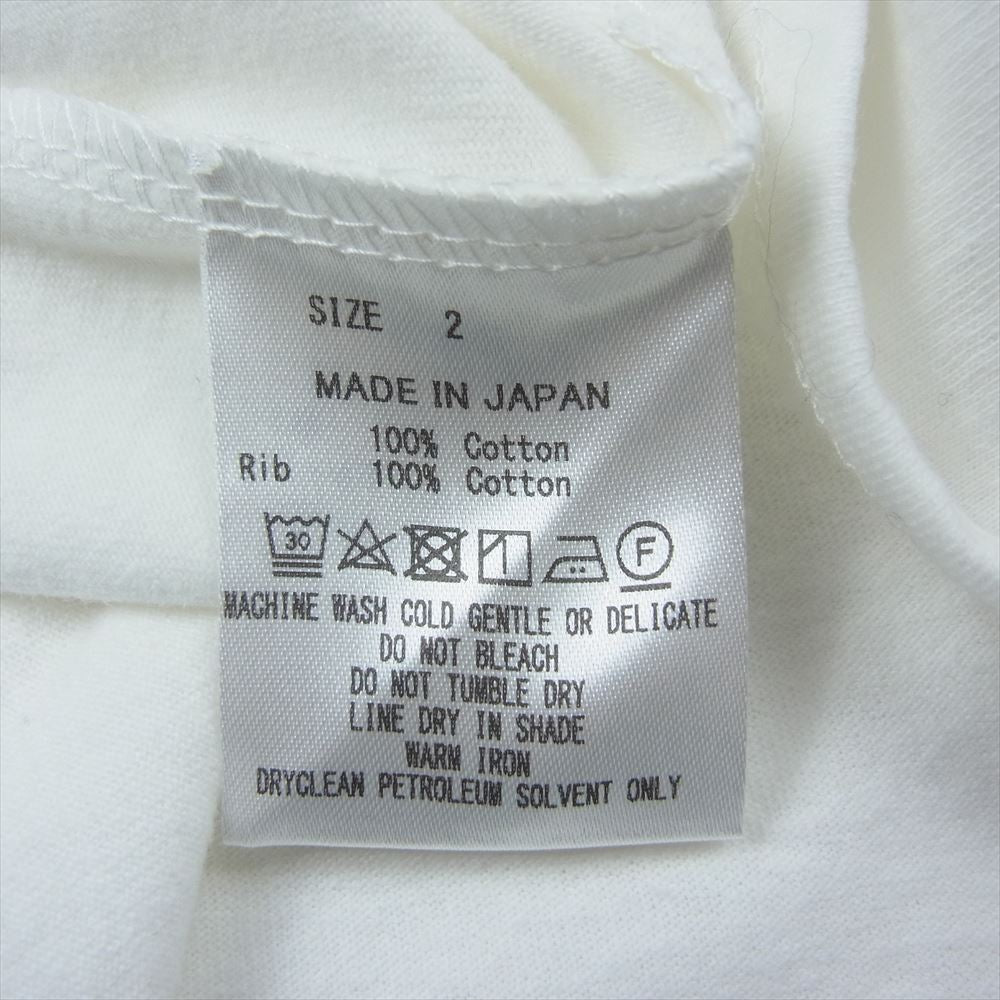 SIZE 2
MADE IN JAPAN
100% Cotton
Rib 100% Cotton
30 F
MACHINE WASH COLD GENTLE OR DELICATE
DO NOT BLEACH
DO NOT TUMBLE DRY
LINE DRY IN SHADE
WARM IRON
DRYCLEAN PETROLEUM SOLVENT ONLY